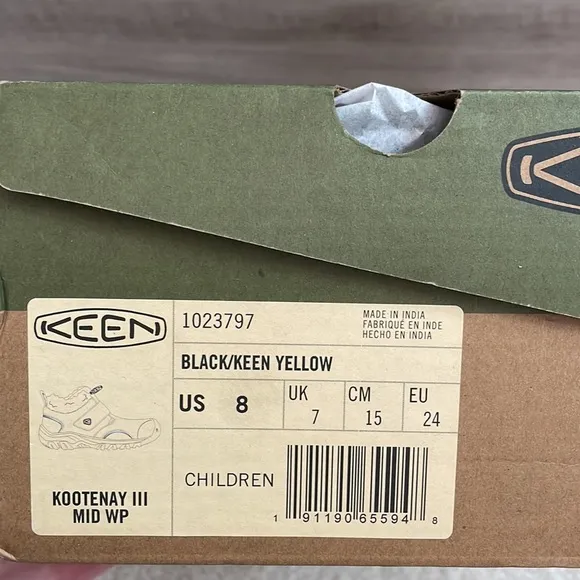 KEEN
1023797
MADE IN INDIA
FABRIQUÉ EN INDE
HECHO EN INDIA
BLACK/KEEN YELLOW
US 8
UK 7
CM 15
EU 24
CHILDREN
KOOTENAY III
MID WP
1 91190 65594 8